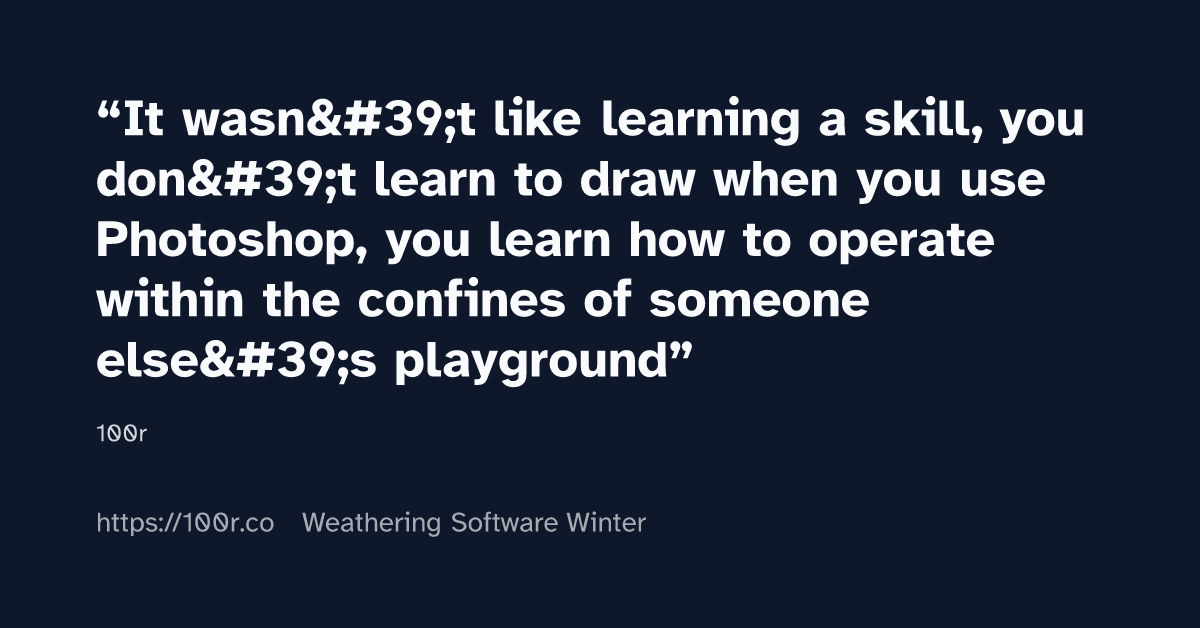 “It wasn&#39;t like learning a skill, you
don&#39;t learn to draw when you use
Photoshop, you learn how to operate
within the confines of someone
else&#39;s playground”
100r
https://100r.co Weathering Software Winter